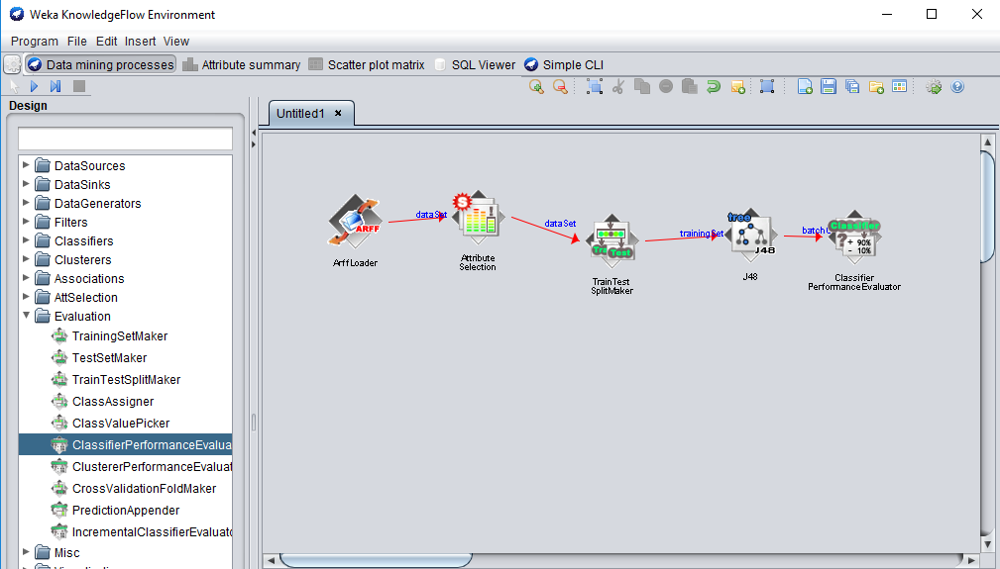 Weka KnowledgeFlow Environment
Program File Edit Insert View
Data mining processes Attribute summary Scatter plot matrix SQL Viewer Simple CLI
Design
Untitled1 ×
DataSources
DataSinks
DataGenerators
Filters
Classifiers
Clusterers
Associations
AttSelection
Evaluation
TrainingSetMaker
TestSetMaker
TrainTestSplitMaker
ClassAssigner
ClassValuePicker
ClassifierPerformanceEvalua
ClustererPerformanceEvaluat
CrossValidationFoldMaker
PredictionAppender
IncrementalClassifierEvaluato
Misc
ARFF
ArffLoader
dataSet
S
Attribute
Selection
dataSet
Test
TrainTest
SplitMaker
trainingSet
tree
J48
J48
Classifier
? + 90%
- 10%
Classifier
PerformanceEvaluator